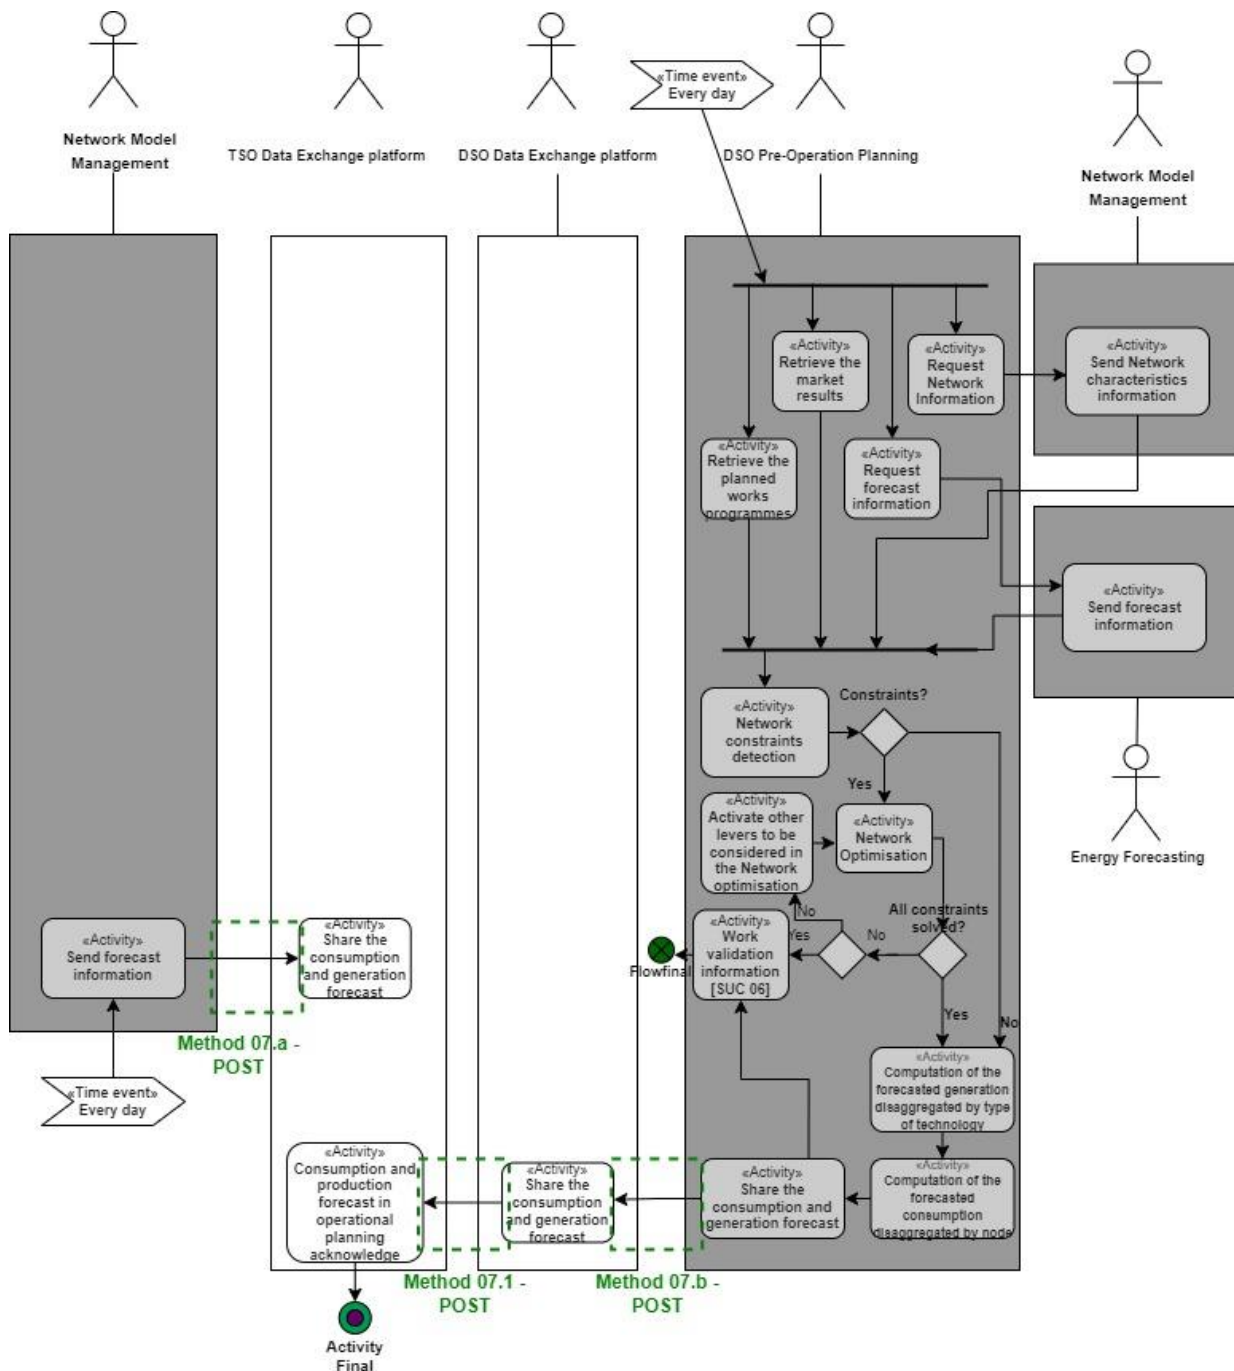 «Time event»
Every day
Network Model
Management
TSO Data Exchange platform
DSO Data Exchange platform
DSO Pre-Operation Planning
Network Model
Management
«Activity»
Retrieve the
market
results
«Activity»
Request
Network
Information
«Activity»
Send Network
characteristics
information
«Activity»
Retrieve the
planned
works
programmes
«Activity»
Request
forecast
information
«Activity»
Send forecast
information
«Activity»
Network
constraints
detection
Constraints?
Yes
«Activity»
Activate other
levers to be
considered in
the Network
optimisation
«Activity»
Network
Optimisation
Energy Forecasting
No
All constraints
solved?
«Activity»
Send forecast
information
«Activity»
Share the
consumption
and generation
forecast
Flowfinal
«Activity»
Work
validation
information
[SUC 06]
Yes
No
Yes
No
Method 07.a -
POST
«Time event»
Every day
«Activity»
Computation of the
forecasted generation
disaggregated by type
of technology
«Activity»
Consumption and
production
forecast in
operational
planning
acknowledge
«Activity»
Share the
consumption
and generation
forecast
«Activity»
Share the
consumption and
generation forecast
«Activity»
Computation of the
forecasted
consumption
disaggregated by node
Method 07.1 -
POST
Method 07.b -
POST
Activity
Final